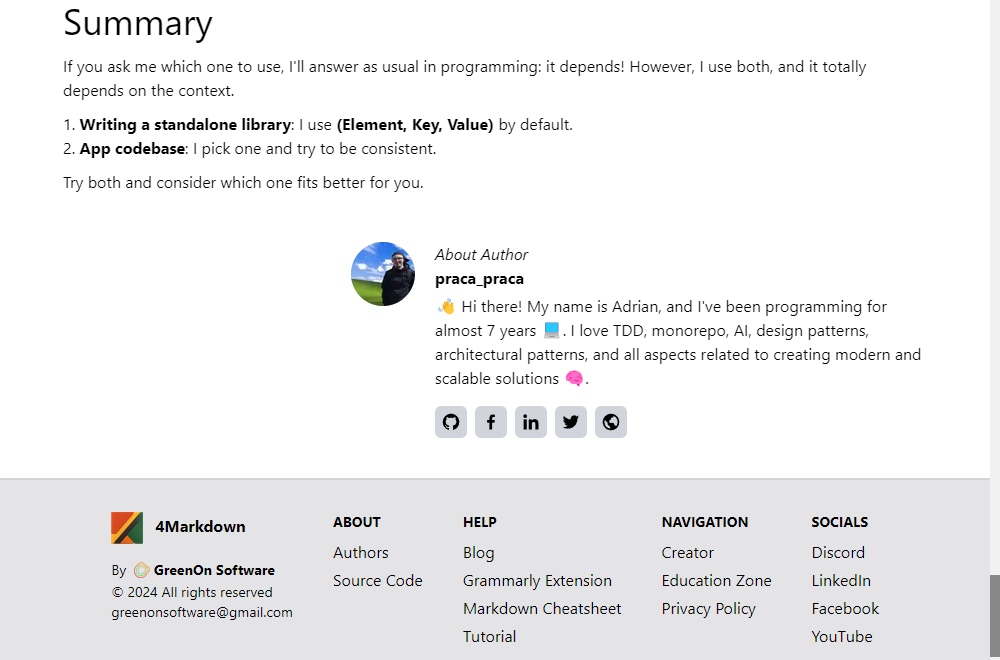 Summary
If you ask me which one to use, I'll answer as usual in programming: it depends! However, I use both, and it totally
depends on the context.
1. Writing a standalone library: I use (Element, Key, Value) by default.
2. App codebase: I pick one and try to be consistent.
Try both and consider which one fits better for you.
About Author
praca_praca
👋 Hi there! My name is Adrian, and I've been programming for
almost 7 years 💻. I love TDD, monorepo, AI, design patterns,
architectural patterns, and all aspects related to creating modern and
scalable solutions 🧠.
4Markdown
By GreenOn Software
© 2024 All rights reserved
greenonsoftware@gmail.com
ABOUT
Authors
Source Code
HELP
Blog
Grammarly Extension
Markdown Cheatsheet
Tutorial
NAVIGATION
Creator
Education Zone
Privacy Policy
SOCIALS
Discord
LinkedIn
Facebook
YouTube